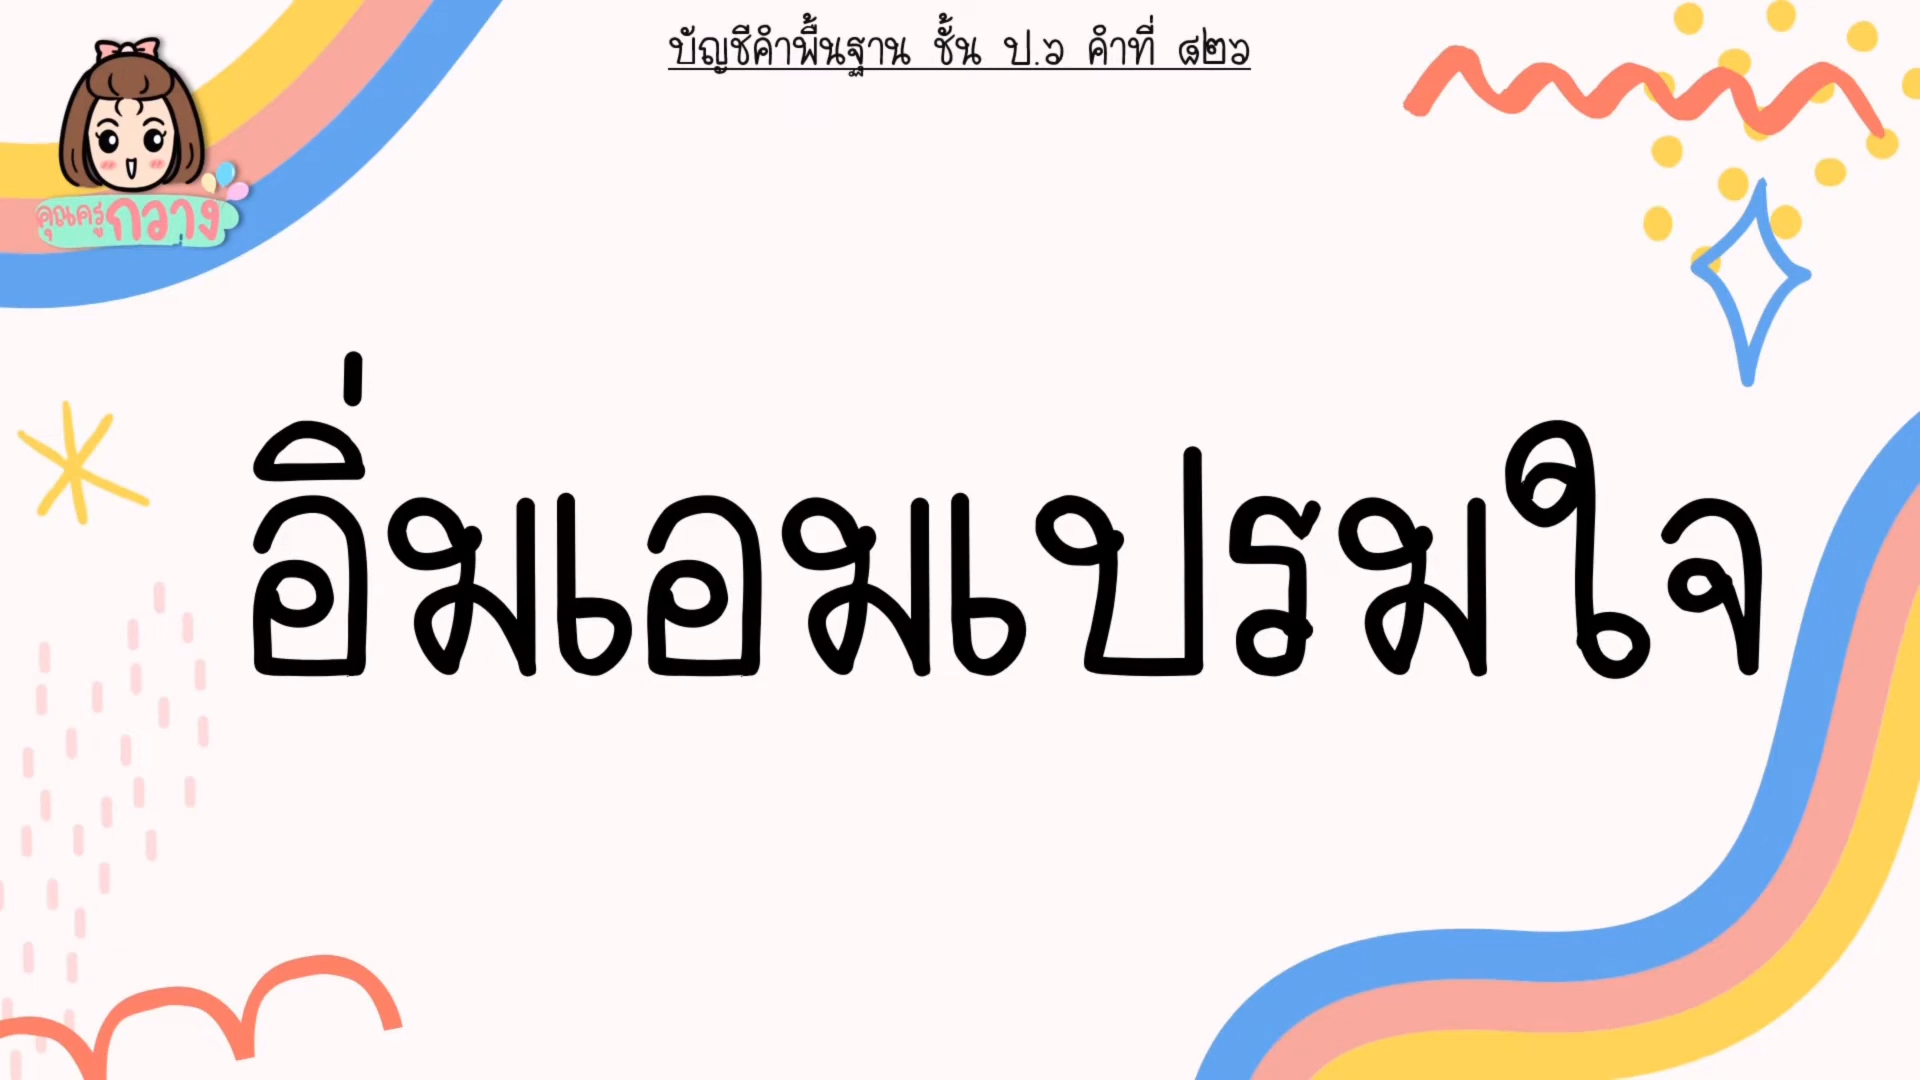 บัญชีคำพื้นฐาน ชั้น ป.๖ คำที่ ๘๒๖
คุณครูกวาง
อิ่มเอมเปรมใจ